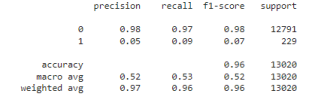 precision recall f1-score support
0 0.98 0.97 0.98 12791
1 0.05 0.09 0.07 229
accuracy 0.96 13020
macro avg 0.52 0.53 0.52 13020
weighted avg 0.97 0.96 0.96 13020